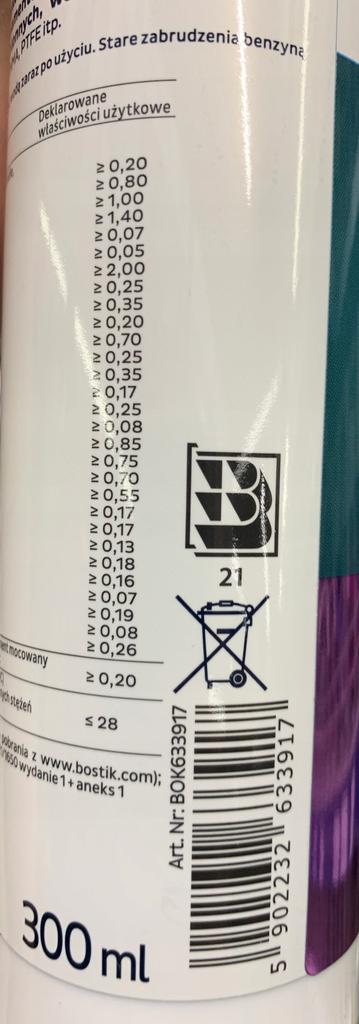 nnych, w
PTFE itp.
zaraz po użyciu. Stare zabrudzenia benzyną
Deklarowane
właściwości użytkowe
≥ 0,20
≥ 0,80
≥ 1,00
≥ 1,40
≥ 0,07
≥ 0,05
≥ 2,00
≥ 0,25
≥ 0,35
≥ 0,20
≥ 0,70
≥ 0,25
≥ 0,35
≥ 0,17
≥ 0,25
≥ 0,08
≥ 0,85
≥ 0,75
≥ 0,70
≥ 0,55
≥ 0,17
≥ 0,17
≥ 0,13
≥ 0,18
≥ 0,16
≥ 0,07
≥ 0,19
≥ 0,08
≥ 0,26
mocowany
≥ 0,20
stężeń
≤ 28
pobrania z www.bostik.com);
wydanie 1 + aneks 1
300 ml
B
21
Art. Nr: BOK633917
5 902232 633917